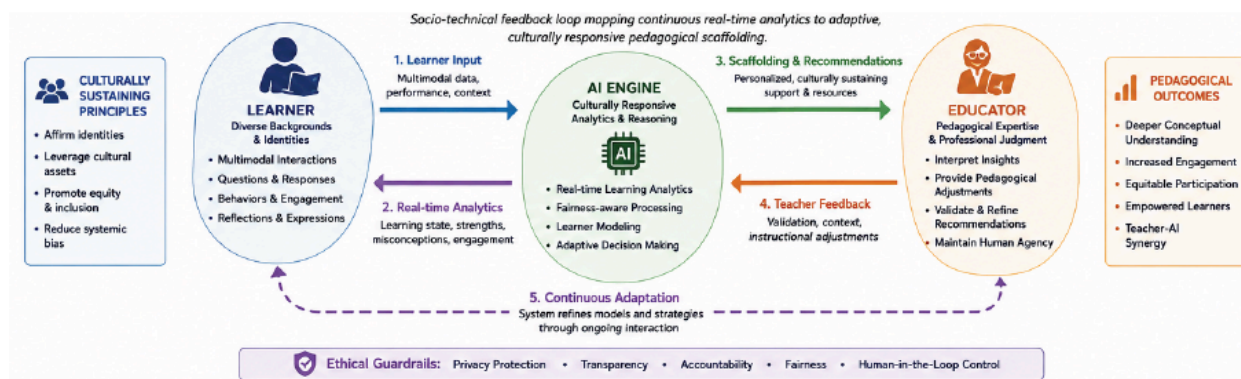 Socio-technical feedback loop mapping continuous real-time analytics to adaptive,
culturally responsive pedagogical scaffolding.
CULTURALLY
SUSTAINING
PRINCIPLES
• Affirm identities
• Leverage cultural
assets
• Promote equity
& inclusion
• Reduce systemic
bias
LEARNER
Diverse Backgrounds
& Identities
• Multimodal Interactions
• Questions & Responses
• Behaviors & Engagement
• Reflections & Expressions
1. Learner Input
Multimodal data,
performance, context
2. Real-time Analytics
Learning state, strengths,
misconceptions, engagement
AI ENGINE
Culturally Responsive
Analytics & Reasoning
AI
• Real-time Learning Analytics
• Fairness-aware Processing
• Learner Modeling
• Adaptive Decision Making
3. Scaffolding & Recommendations
Personalized, culturally sustaining
support & resources
4. Teacher Feedback
Validation, context,
instructional adjustments
EDUCATOR
Pedagogical Expertise
& Professional Judgment
• Interpret Insights
• Provide Pedagogical
Adjustments
• Validate & Refine
Recommendations
• Maintain Human Agency
PEDAGOGICAL
OUTCOMES
• Deeper Conceptual
Understanding
• Increased Engagement
• Equitable Participation
• Empowered Learners
• Teacher-AI
Synergy
5. Continuous Adaptation
System refines models and strategies
through ongoing interaction
Ethical Guardrails: Privacy Protection • Transparency • Accountability • Fairness • Human-in-the-Loop Control